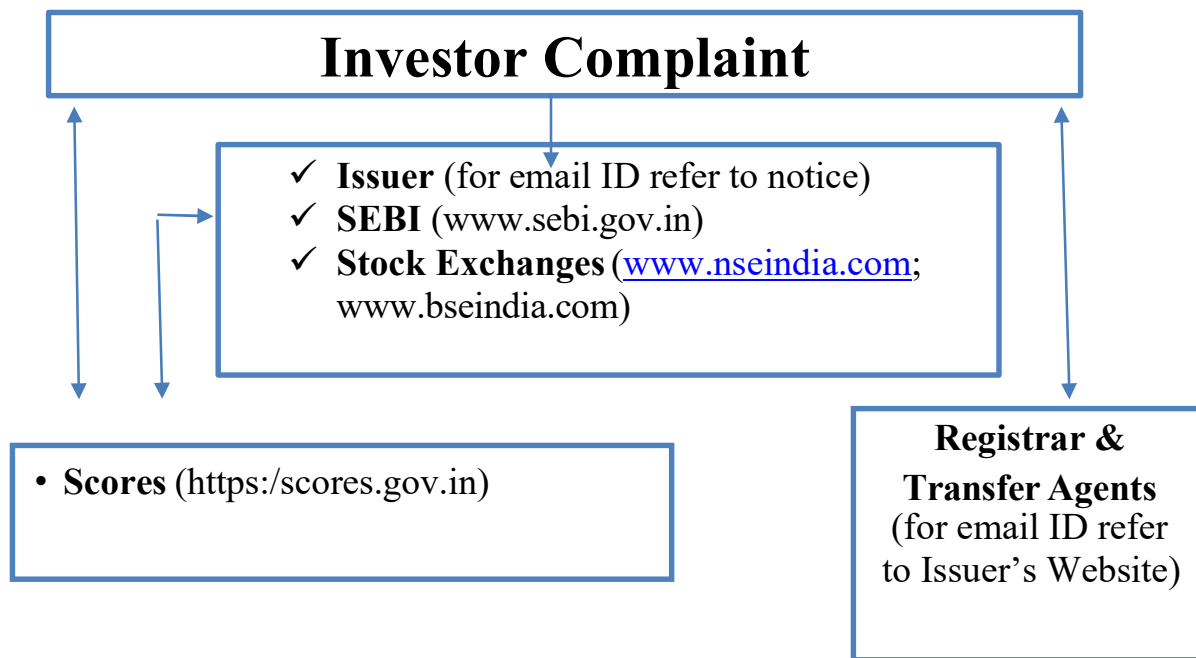 Investor Complaint
✓ Issuer (for email ID refer to notice)
✓ SEBI (www.sebi.gov.in)
✓ Stock Exchanges (www.nseindia.com;
www.bseindia.com)
• Scores (https:/scores.gov.in)
Registrar &
Transfer Agents
(for email ID refer
to Issuer’s Website)